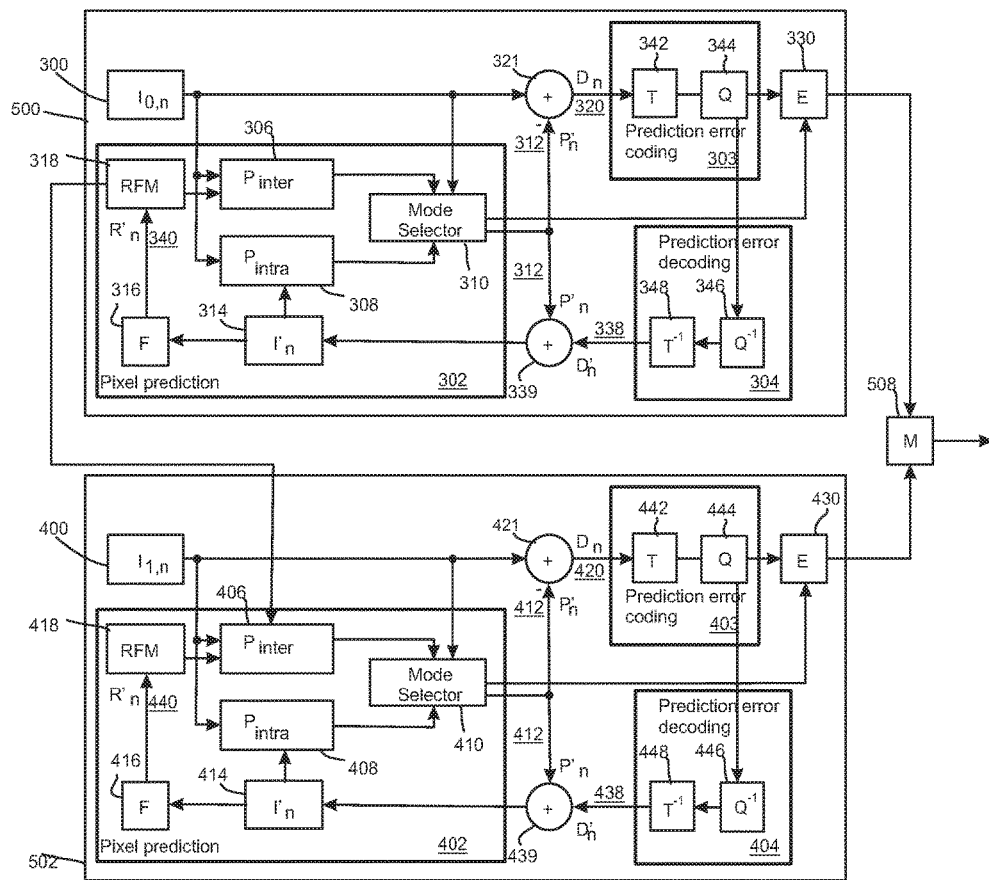 300
I0,n
500
318
RFM
R'n
340
316
F
Pixel prediction
306
Pinter
Pintra
308
314
I'n
302
Mode
Selector
310
321
+
-
312
P'n
312
P'n
+
339
Dn
320
338
D'n
342
T
344
Q
Prediction error
coding
303
330
E
Prediction error
decoding
348
T-1
346
Q-1
304
508
M
400
I1,n
502
418
RFM
R'n
440
416
F
Pixel prediction
406
Pinter
Pintra
408
414
I'n
402
Mode
Selector
410
421
+
-
412
P'n
412
P'n
+
439
Dn
420
438
D'n
442
T
444
Q
Prediction error
coding
403
430
E
Prediction error
decoding
448
T-1
446
Q-1
404